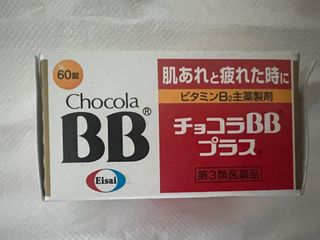 60錠
Chocola
BB®
Eisai
肌あれと疲れた時に
ビタミンB₂主薬製剤
チョコラBB®
プラス®
第3類医薬品